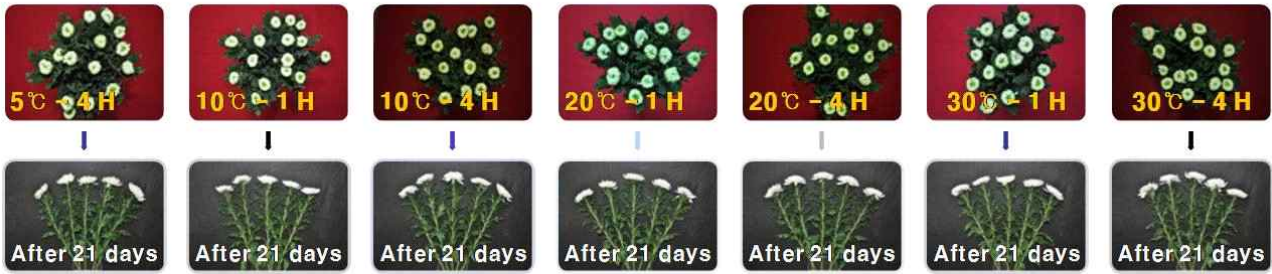 5℃ - 4 H
10℃ - 1 H
10℃ - 4 H
20℃ - 1 H
20℃ - 4 H
30℃ - 1 H
30℃ - 4 H
After 21 days
After 21 days
After 21 days
After 21 days
After 21 days
After 21 days
After 21 days